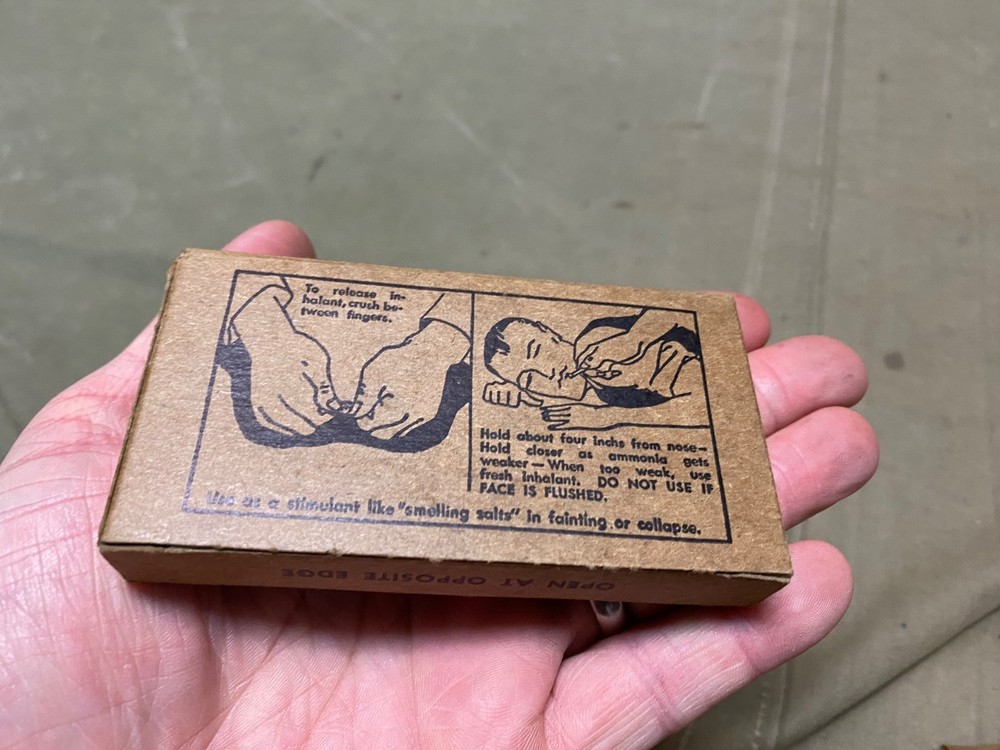 To release in-
halant, crush be-
tween fingers.
Hold about four inchs from nose—
Hold closer as ammonia gets
weaker — When too weak, use
fresh inhalant. DO NOT USE IF
FACE IS FLUSHED.
Use as a stimulant like "smelling salts" in fainting or collapse.
OPEN AT OPPOSITE EDGE